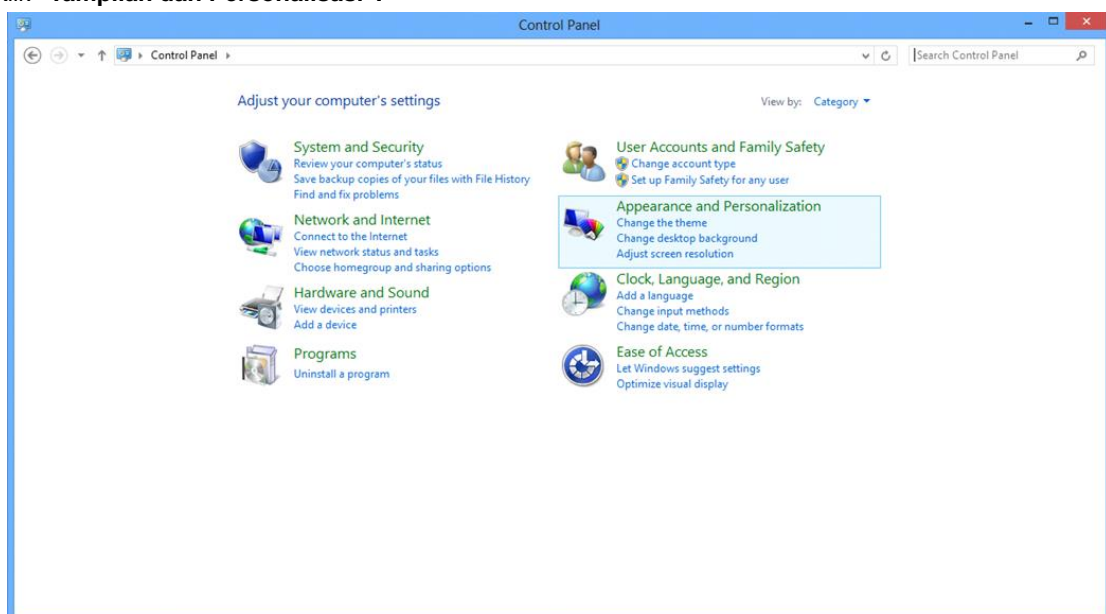 Tampilan dan Personalisasi
Control Panel
Control Panel
Search Control Panel
Adjust your computer's settings
View by: Category
System and Security
Review your computer's status
Save backup copies of your files with File History
Find and fix problems
Network and Internet
Connect to the Internet
View network status and tasks
Choose homegroup and sharing options
Hardware and Sound
View devices and printers
Add a device
Programs
Uninstall a program
User Accounts and Family Safety
Change account type
Set up Family Safety for any user
Appearance and Personalization
Change the theme
Change desktop background
Adjust screen resolution
Clock, Language, and Region
Add a language
Change input methods
Change date, time, or number formats
Ease of Access
Let Windows suggest settings
Optimize visual display